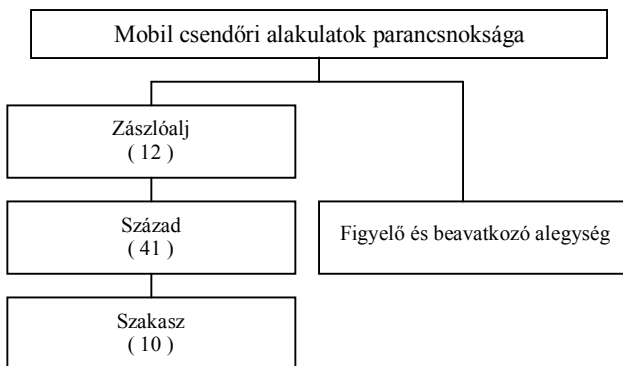 Mobil csendőri alakulatok parancsnoksága
Zászlóalj
( 12 )
Század
( 41 )
Figyelő és beavatkozó alegység
Szakasz
( 10 )